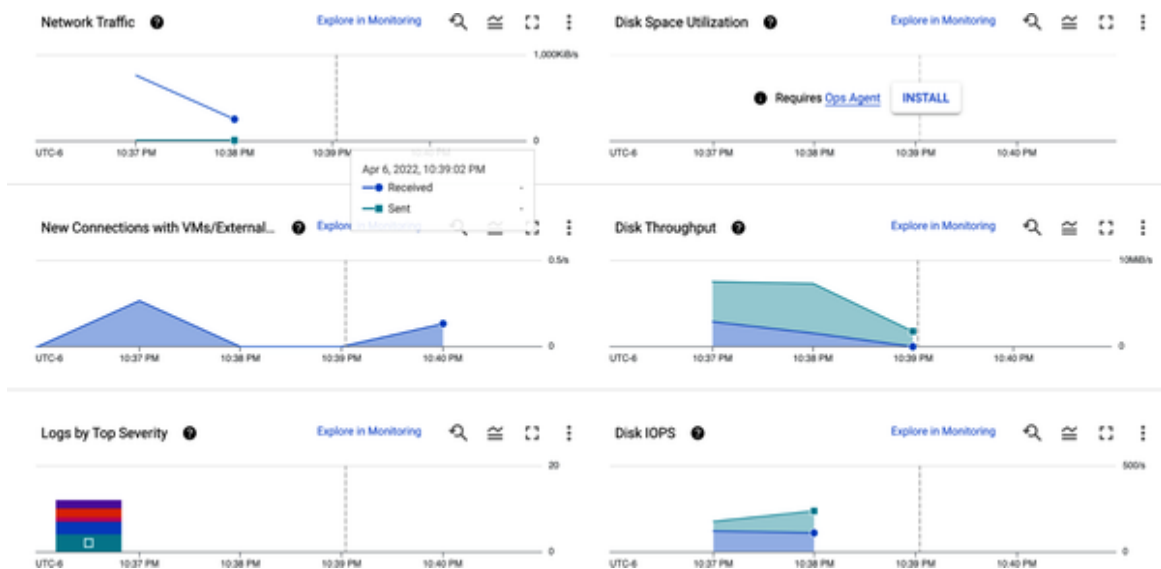 Network Traffic Explore in Monitoring
1,000KiB/s
0
UTC-6 10:37 PM 10:38 PM 10:39 PM
Apr 6, 2022, 10:39:02 PM
Received -
Sent -
Disk Space Utilization Explore in Monitoring
Requires Ops Agent INSTALL
UTC-6 10:37 PM 10:38 PM 10:39 PM 10:40 PM
New Connections with VMs/External...
0.5/s
0
UTC-6 10:37 PM 10:38 PM 10:39 PM 10:40 PM
Disk Throughput Explore in Monitoring
10MiB/s
0
UTC-6 10:37 PM 10:38 PM 10:39 PM 10:40 PM
Logs by Top Severity Explore in Monitoring
20
0
UTC-6 10:37 PM 10:38 PM 10:39 PM 10:40 PM
Disk IOPS Explore in Monitoring
500/s
0
UTC-6 10:37 PM 10:38 PM 10:39 PM 10:40 PM